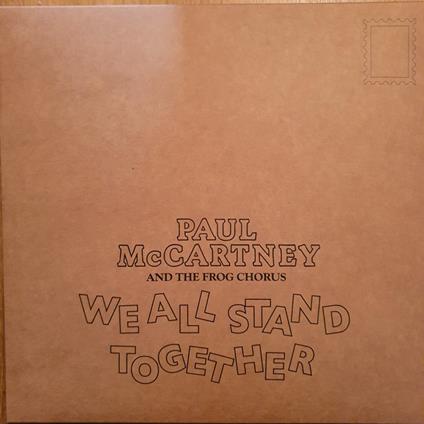 PAUL
McCARTNEY
AND THE FROG CHORUS
WE ALL STAND
TOGETHER